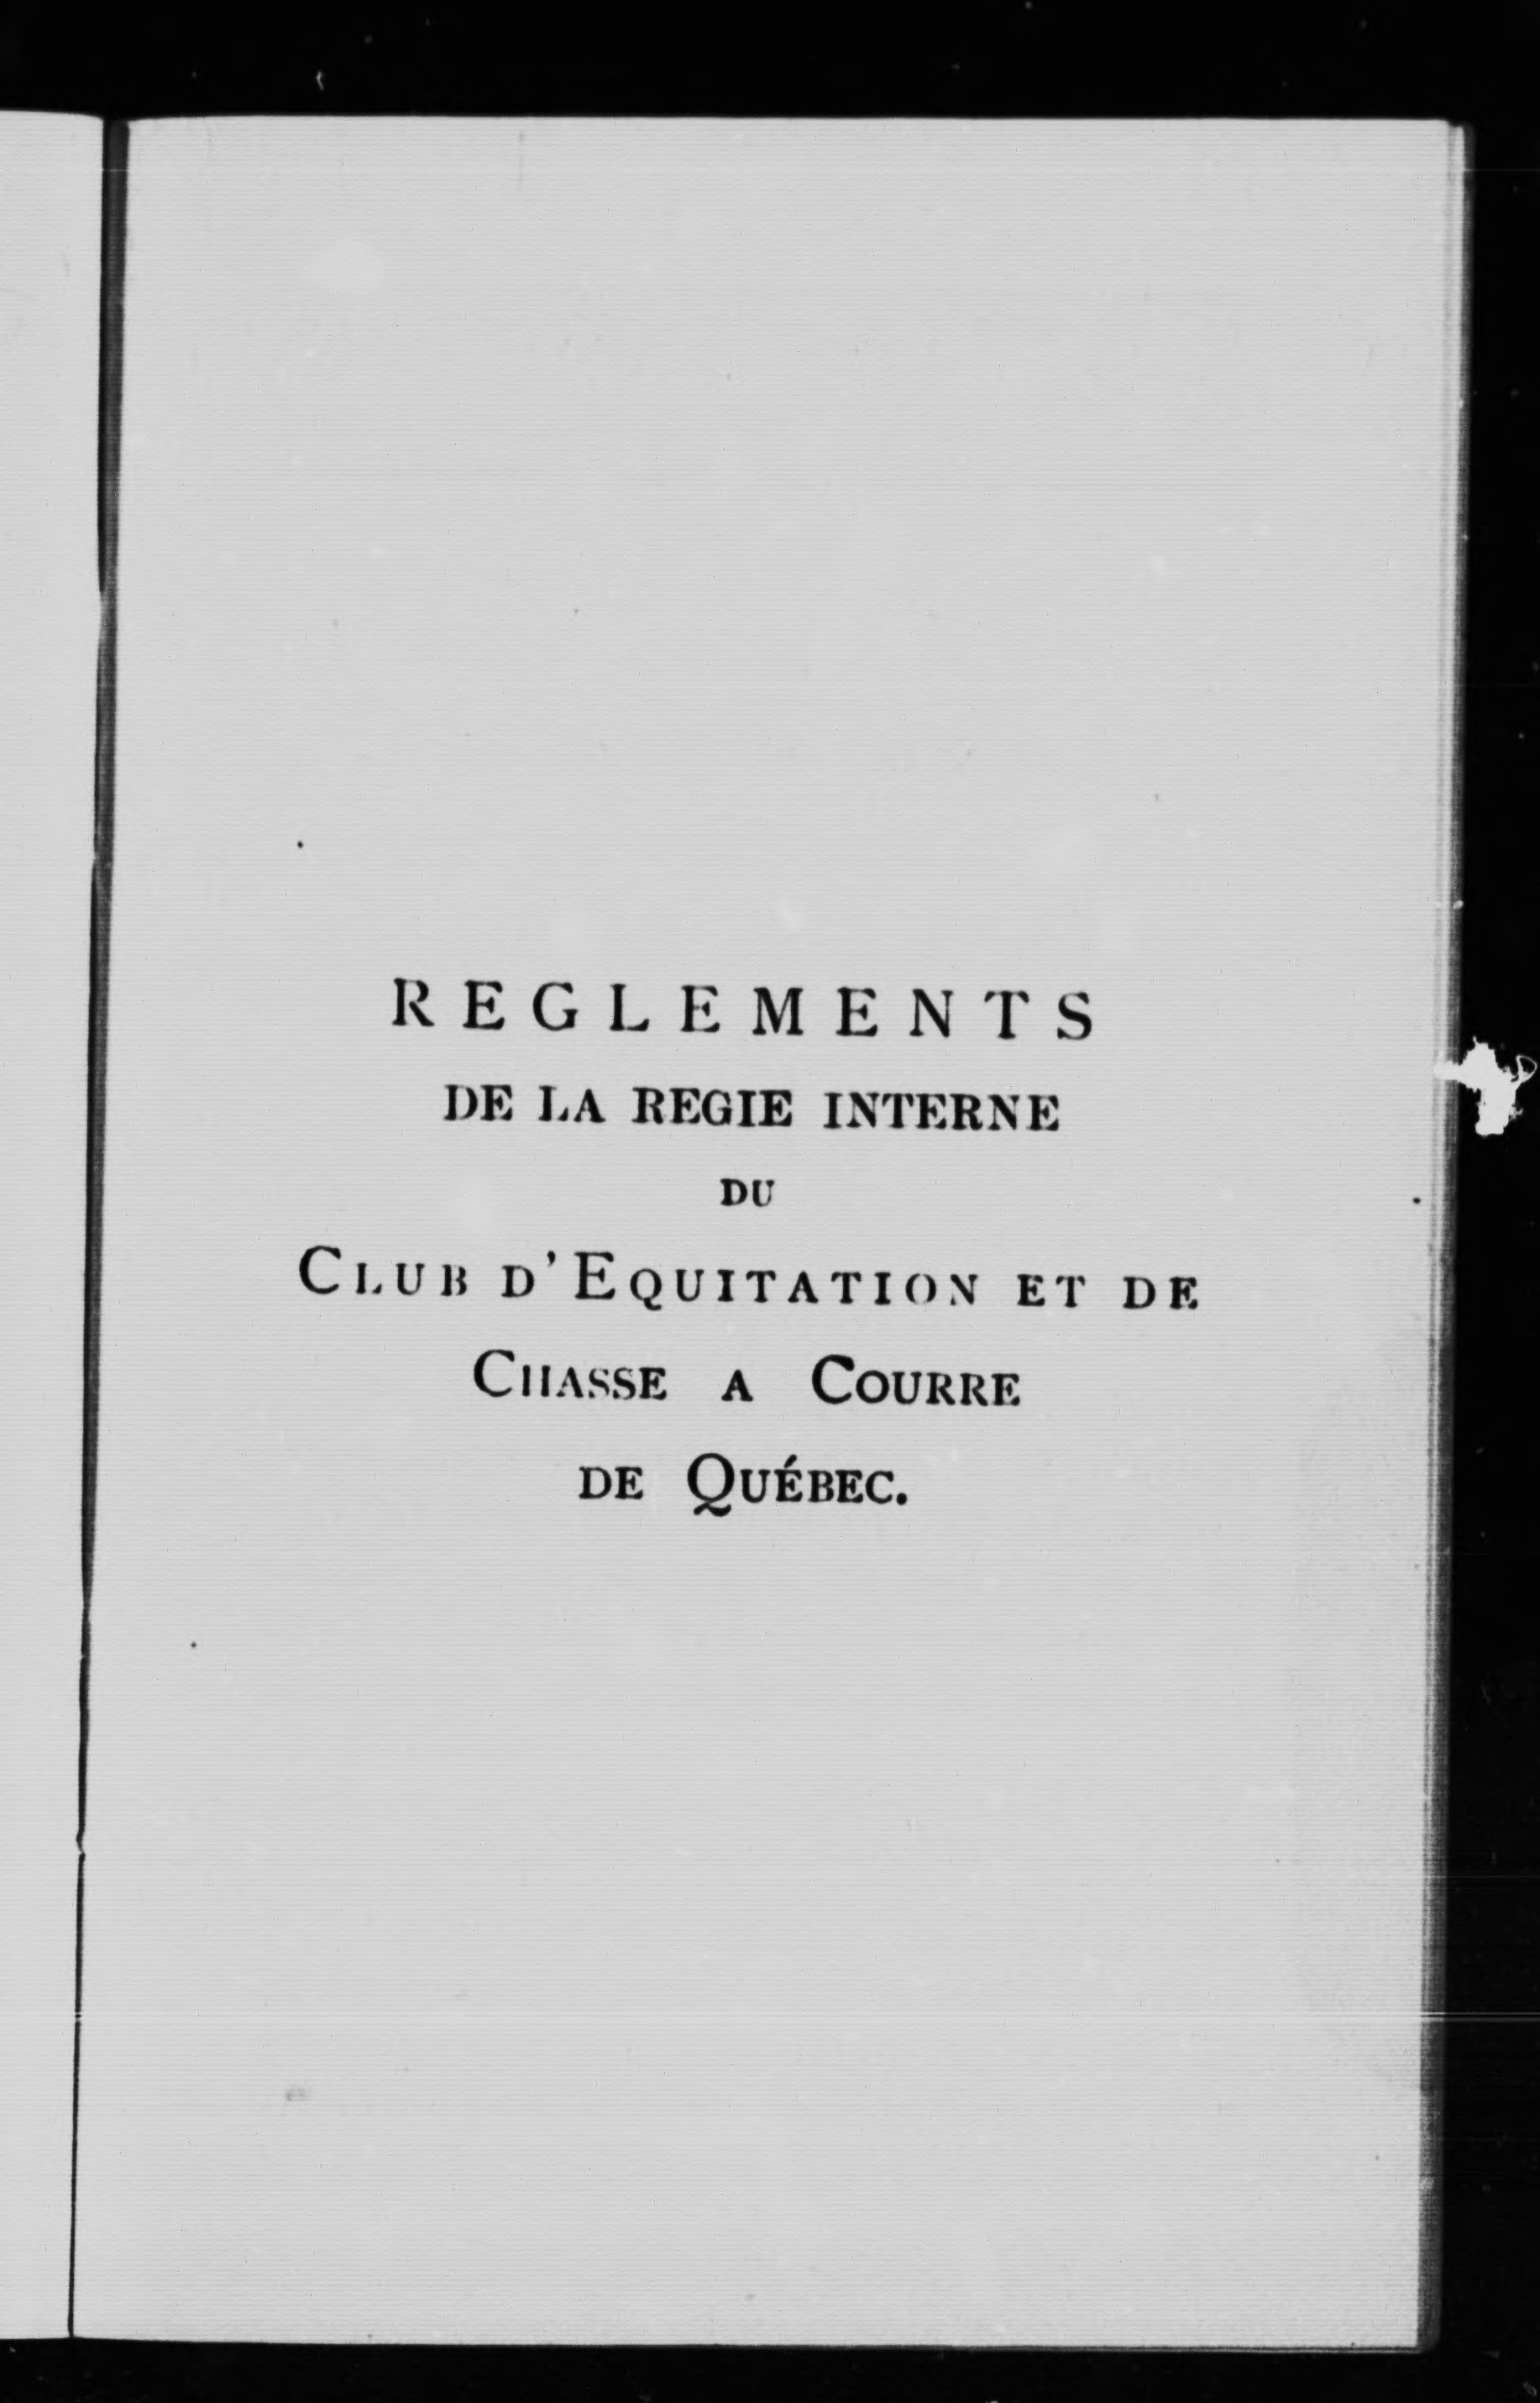 REGLEMENTS
DE LA REGIE INTERNE
DU
CLUB D'EQUITATION ET DE
CHASSE A COURRE
DE QUÉBEC.